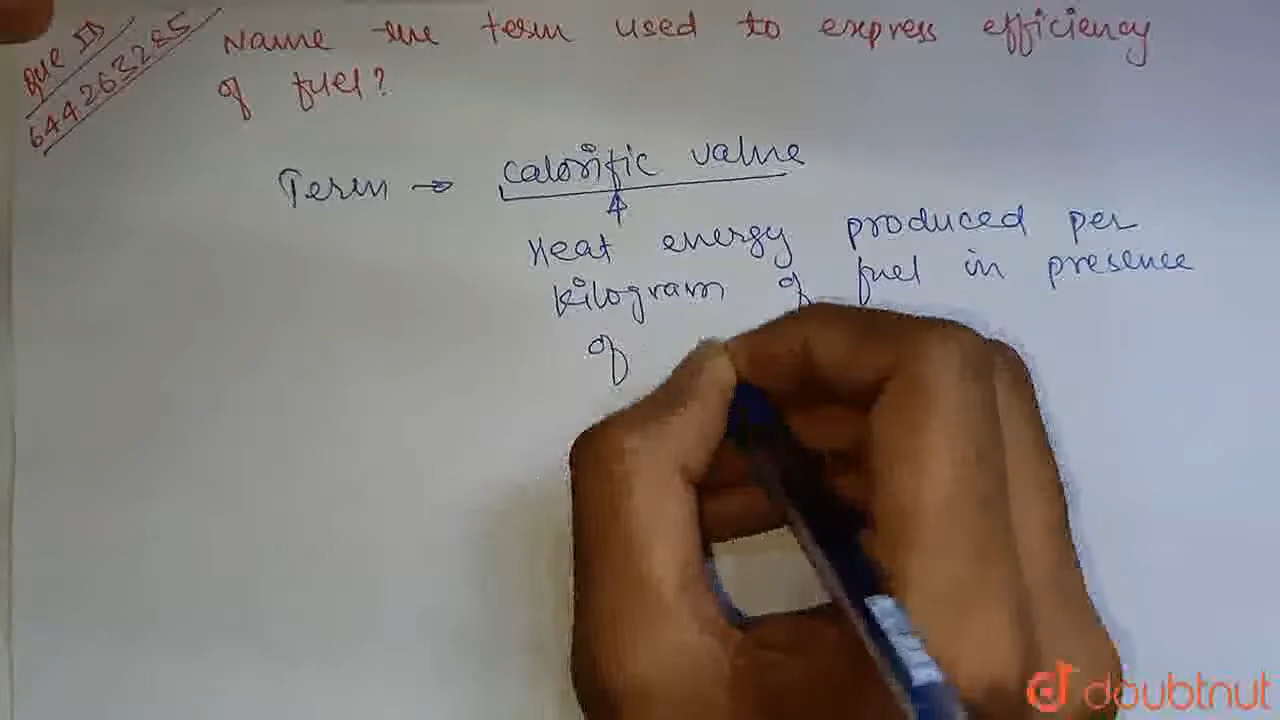 Que ID
644263285
Name the term used to express efficiency
of fuel?
Term → calorific value
Heat energy produced per
kilogram of fuel in presence
of
doubtnut